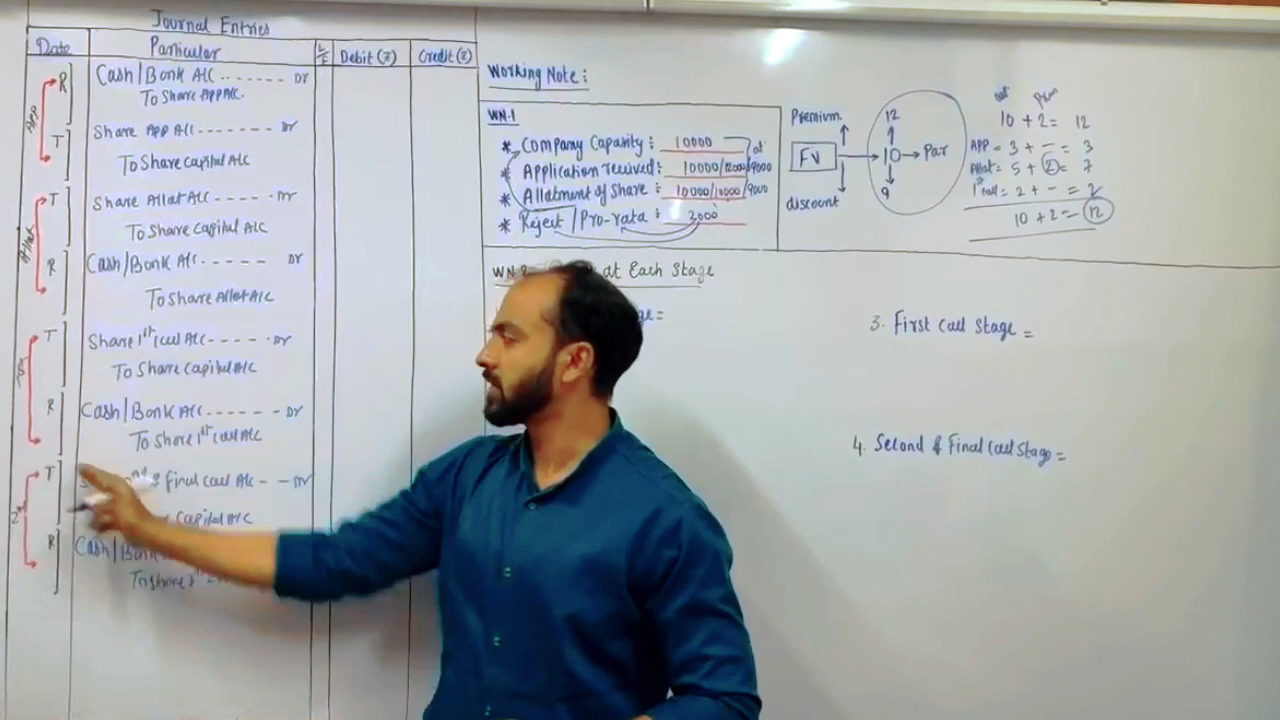 Journal Entries
Date
Particular
L/F
Debit (₹)
Credit (₹)
App
R
Cash/Bank A/c ....... Dr
To Share App A/c.
T
Share App A/c ....... Dr
To Share capital A/c
Allot
T
Share Allot A/c ----- Dr
To Share Capital A/c
R
Cash/Bank A/c ----- Dr
To Share Allot A/c
T
Share 1st call A/c ----- Dr
To Share Capital A/c
R
Cash/Bank A/c ------ Dr
To Share 1st call A/c
2nd
T
& Final call A/c - - Dr
Capital A/c
R
Cash/Bank
To Share
Working Note :
WN.1
* Company Capacity : 10000
* Application received : 10000/12000/9000
* Allotment of Share : 10000/10000/9000
* Reject/Pro-rata : 2000
Premium
FV
discount
12
10 → Par
9
10 + 2 = 12
APP = 3 + - = 3
Allot = 5 + 2 = 7
1st call = 2 + - = 2
10 + 2 = 12
at Each Stage
3. First Call Stage =
4. Second & Final Call Stage =